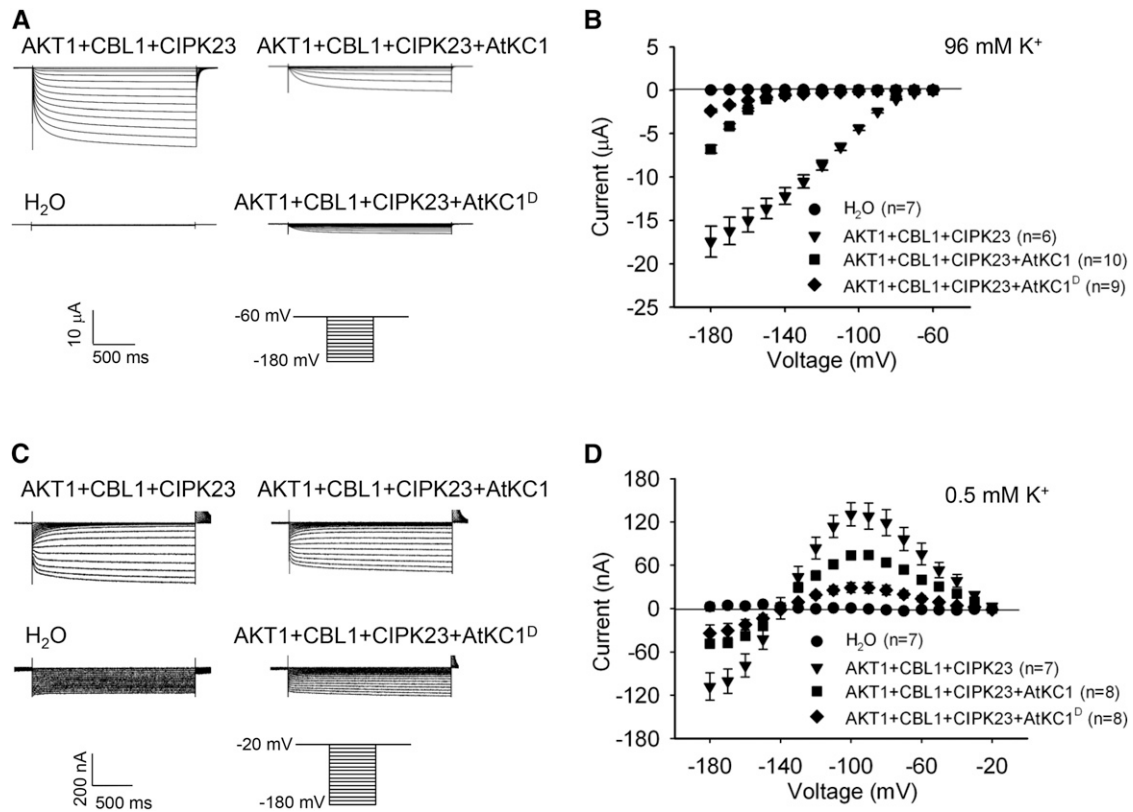 A
AKT1+CBL1+CIPK23
AKT1+CBL1+CIPK23+AtKC1
H₂O
AKT1+CBL1+CIPK23+AtKC1ᴰ
10 μA
500 ms
-60 mV
-180 mV
B
96 mM K⁺
Current (μA)
5
0
-5
-10
-15
-20
-25
H₂O (n=7)
AKT1+CBL1+CIPK23 (n=6)
AKT1+CBL1+CIPK23+AtKC1 (n=10)
AKT1+CBL1+CIPK23+AtKC1ᴰ (n=9)
-180 -140 -100 -60
Voltage (mV)
C
AKT1+CBL1+CIPK23
AKT1+CBL1+CIPK23+AtKC1
H₂O
AKT1+CBL1+CIPK23+AtKC1ᴰ
200 nA
500 ms
-20 mV
-180 mV
D
0.5 mM K⁺
Current (nA)
180
120
60
0
-60
-120
-180
H₂O (n=7)
AKT1+CBL1+CIPK23 (n=7)
AKT1+CBL1+CIPK23+AtKC1 (n=8)
AKT1+CBL1+CIPK23+AtKC1ᴰ (n=8)
-180 -140 -100 -60 -20
Voltage (mV)